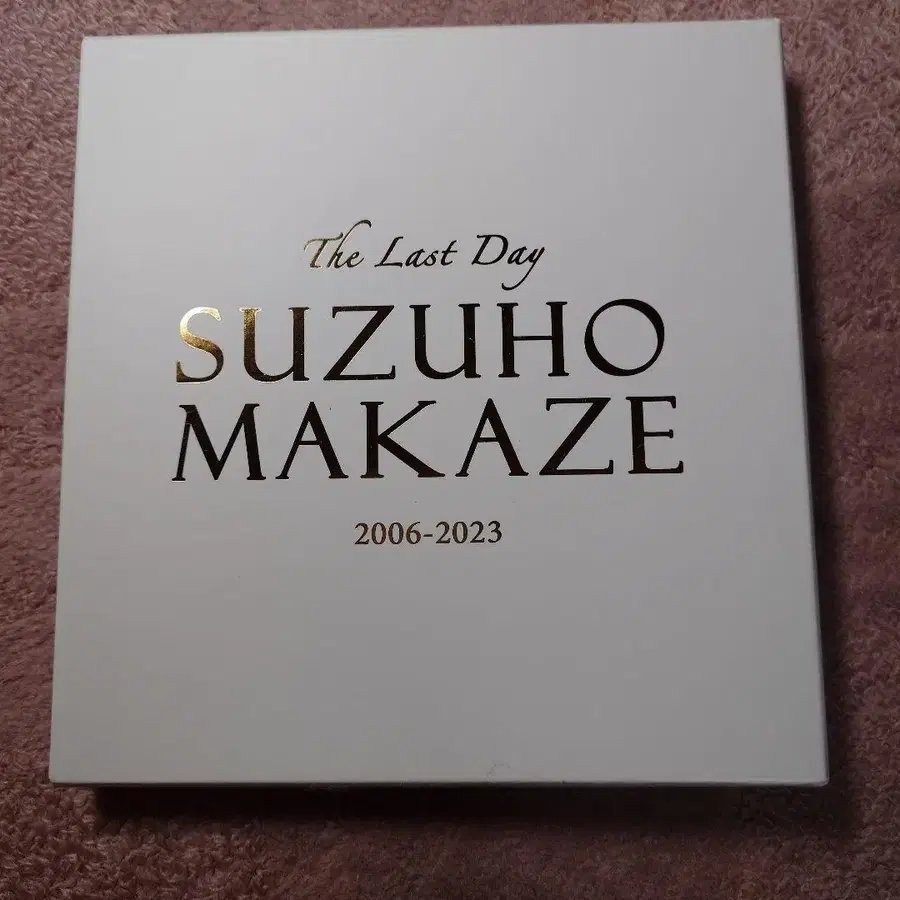 The Last Day
SUZUHO
MAKAZE
2006-2023